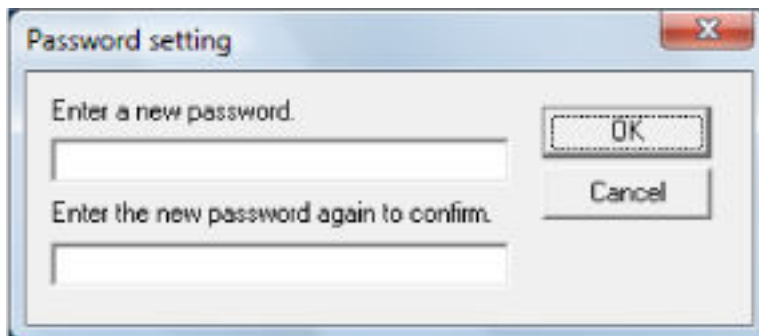 Password setting
Enter a new password.
OK
Cancel
Enter the new password again to confirm.